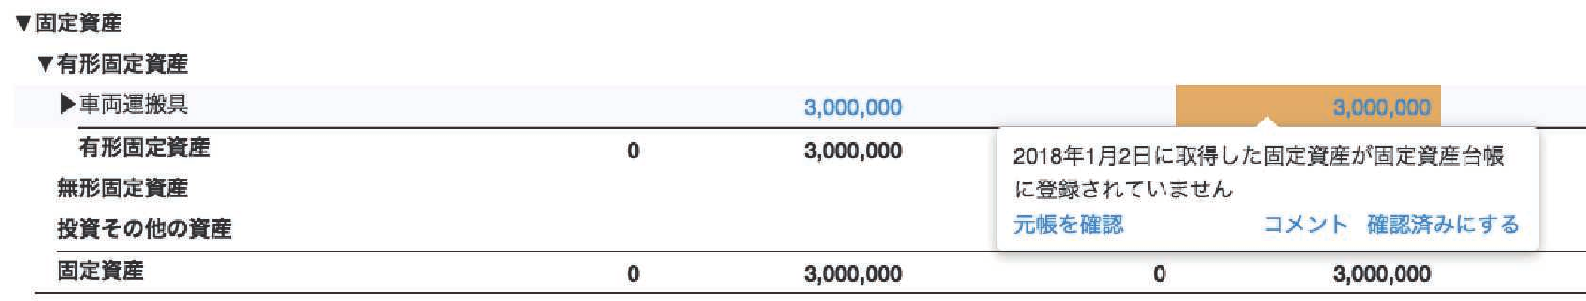 ▼固定資産
▼有形固定資産
▶車両運搬具 3,000,000 3,000,000
有形固定資産 0 3,000,000
2018年1月2日に取得した固定資産が固定資産台帳
に登録されていません
元帳を確認 コメント 確認済みにする
無形固定資産
投資その他の資産
固定資産 0 3,000,000 0 3,000,000